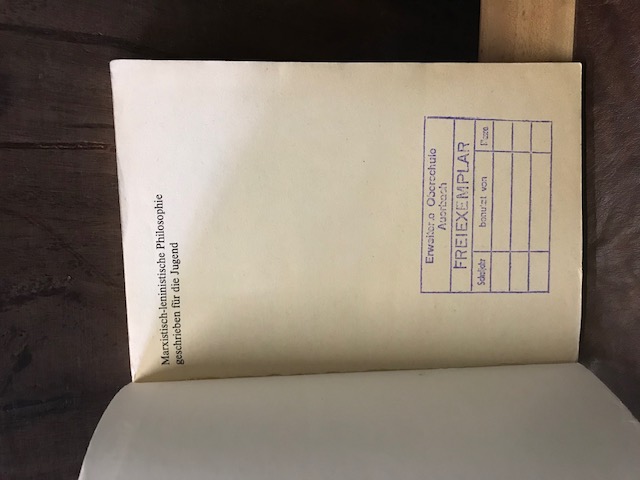 Marxistisch-leninistische Philosophie
geschrieben für die Jugend
Erweiterte Oberschule
Auerbach
FREIEXEMPLAR
Schuljahr benutzt von